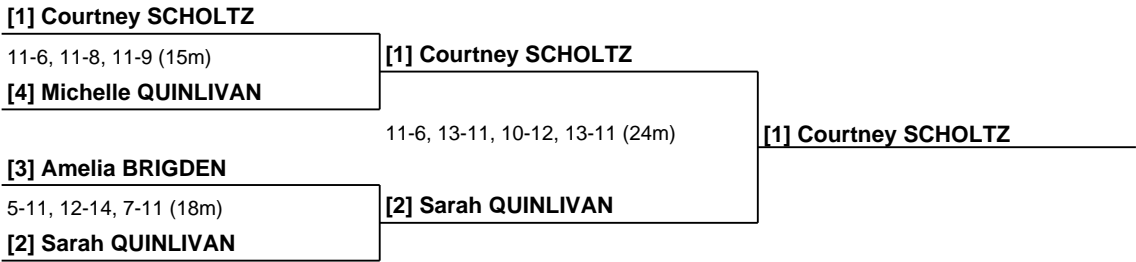 [1] Courtney SCHOLTZ
11-6, 11-8, 11-9 (15m)
[1] Courtney SCHOLTZ
[4] Michelle QUINLIVAN
11-6, 13-11, 10-12, 13-11 (24m)
[1] Courtney SCHOLTZ
[3] Amelia BRIGDEN
5-11, 12-14, 7-11 (18m)
[2] Sarah QUINLIVAN
[2] Sarah QUINLIVAN